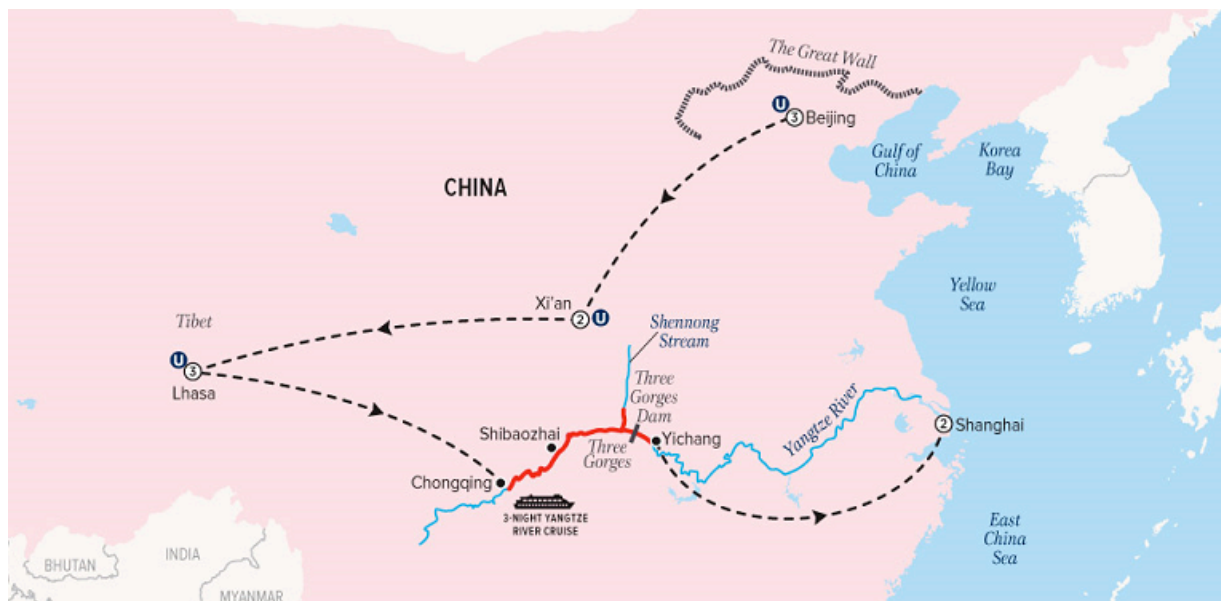 The Great Wall
U
3 Beijing
Gulf of
China
Korea
Bay
CHINA
Yellow
Sea
Xi'an
2 U
Tibet
U
3
Lhasa
Shennong
Stream
Three
Gorges
Dam
Three
Gorges
Yichang
Yangtze River
2 Shanghai
Shibaozhai
Chongqing
3-NIGHT YANGTZE
RIVER CRUISE
East
China
Sea
BHUTAN
INDIA
MYANMAR